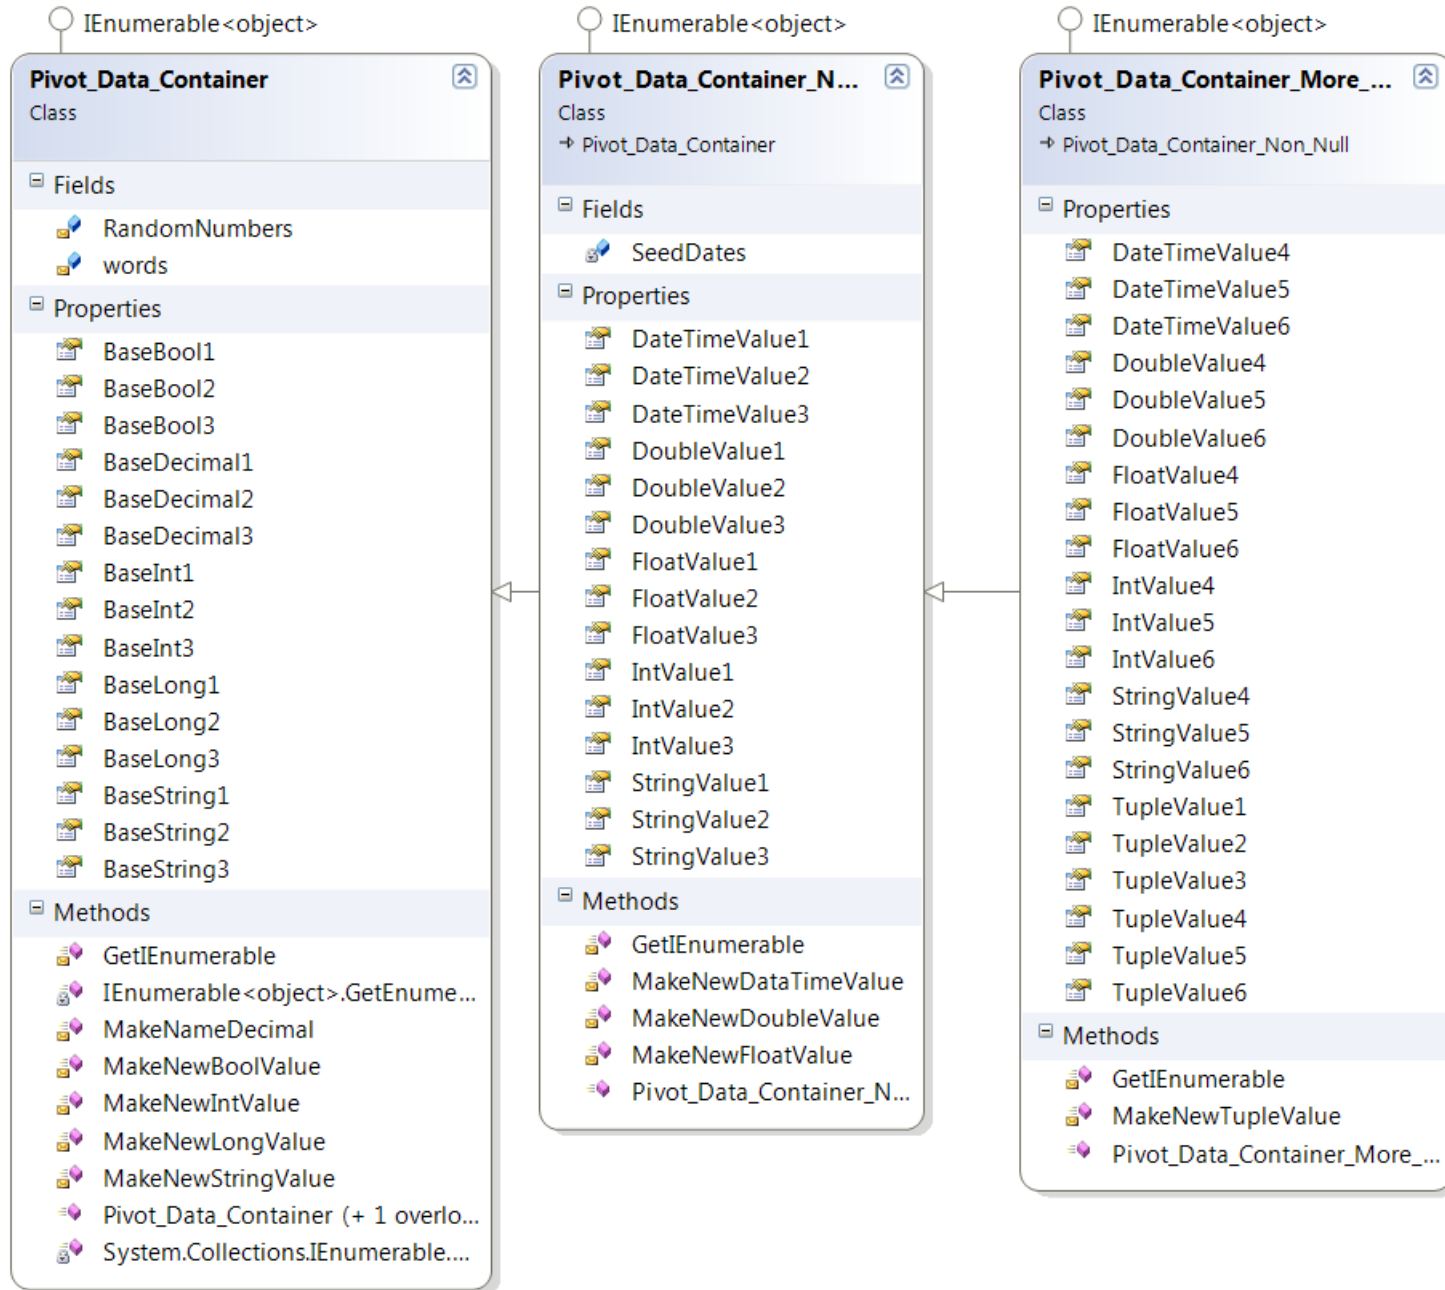 IEnumerable<object>
Pivot_Data_Container
Class
Fields
RandomNumbers
words
Properties
BaseBool1
BaseBool2
BaseBool3
BaseDecimal1
BaseDecimal2
BaseDecimal3
BaseInt1
BaseInt2
BaseInt3
BaseLong1
BaseLong2
BaseLong3
BaseString1
BaseString2
BaseString3
Methods
GetIEnumerable
IEnumerable<object>.GetEnume...
MakeNameDecimal
MakeNewBoolValue
MakeNewIntValue
MakeNewLongValue
MakeNewStringValue
Pivot_Data_Container (+ 1 overlo...
System.Collections.IEnumerable....
IEnumerable<object>
Pivot_Data_Container_N...
Class
Pivot_Data_Container
Fields
SeedDates
Properties
DateTimeValue1
DateTimeValue2
DateTimeValue3
DoubleValue1
DoubleValue2
DoubleValue3
FloatValue1
FloatValue2
FloatValue3
IntValue1
IntValue2
IntValue3
StringValue1
StringValue2
StringValue3
Methods
GetIEnumerable
MakeNewDataTimeValue
MakeNewDoubleValue
MakeNewFloatValue
Pivot_Data_Container_N...
IEnumerable<object>
Pivot_Data_Container_More_...
Class
Pivot_Data_Container_Non_Null
Properties
DateTimeValue4
DateTimeValue5
DateTimeValue6
DoubleValue4
DoubleValue5
DoubleValue6
FloatValue4
FloatValue5
FloatValue6
IntValue4
IntValue5
IntValue6
StringValue4
StringValue5
StringValue6
TupleValue1
TupleValue2
TupleValue3
TupleValue4
TupleValue5
TupleValue6
Methods
GetIEnumerable
MakeNewTupleValue
Pivot_Data_Container_More_...